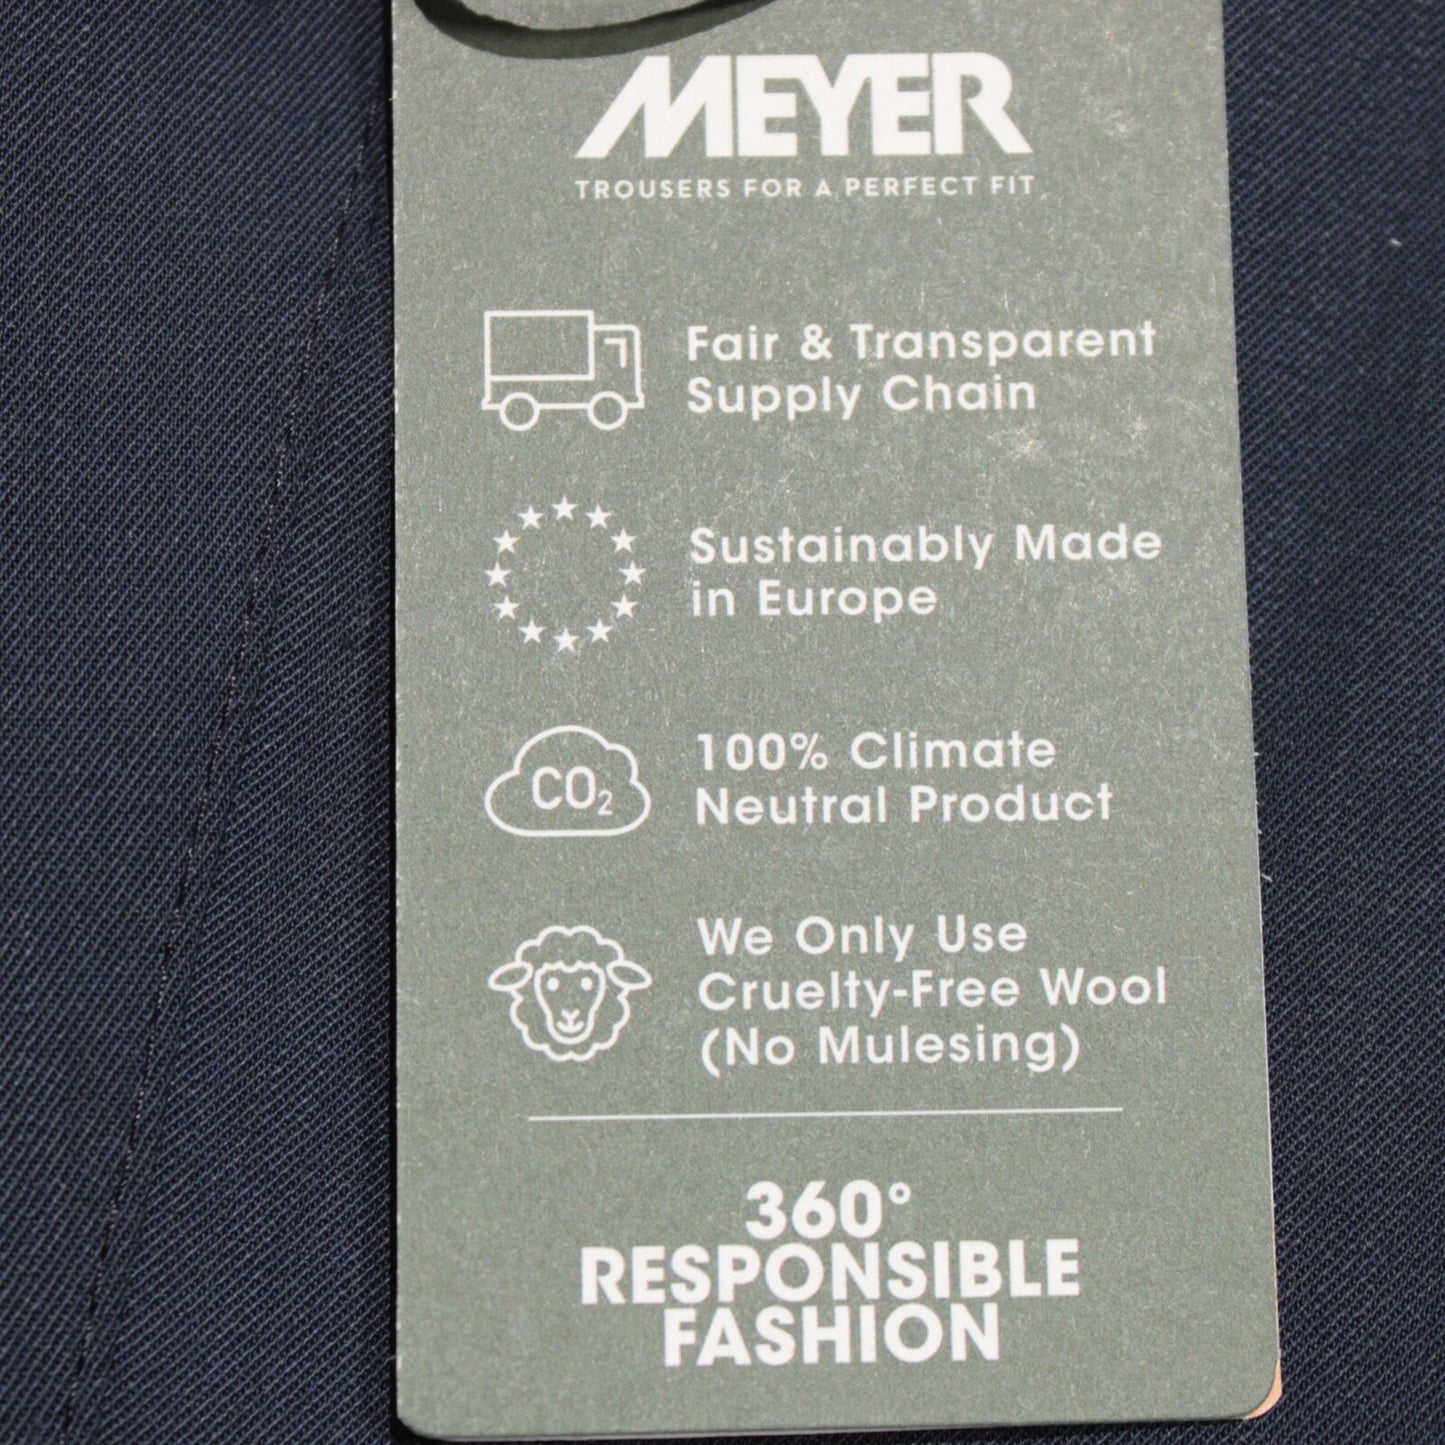 MEYER
TROUSERS FOR A PERFECT FIT
Fair & Transparent
Supply Chain
Sustainably Made
in Europe
CO₂
100% Climate
Neutral Product
We Only Use
Cruelty-Free Wool
(No Mulesing)
360°
RESPONSIBLE
FASHION